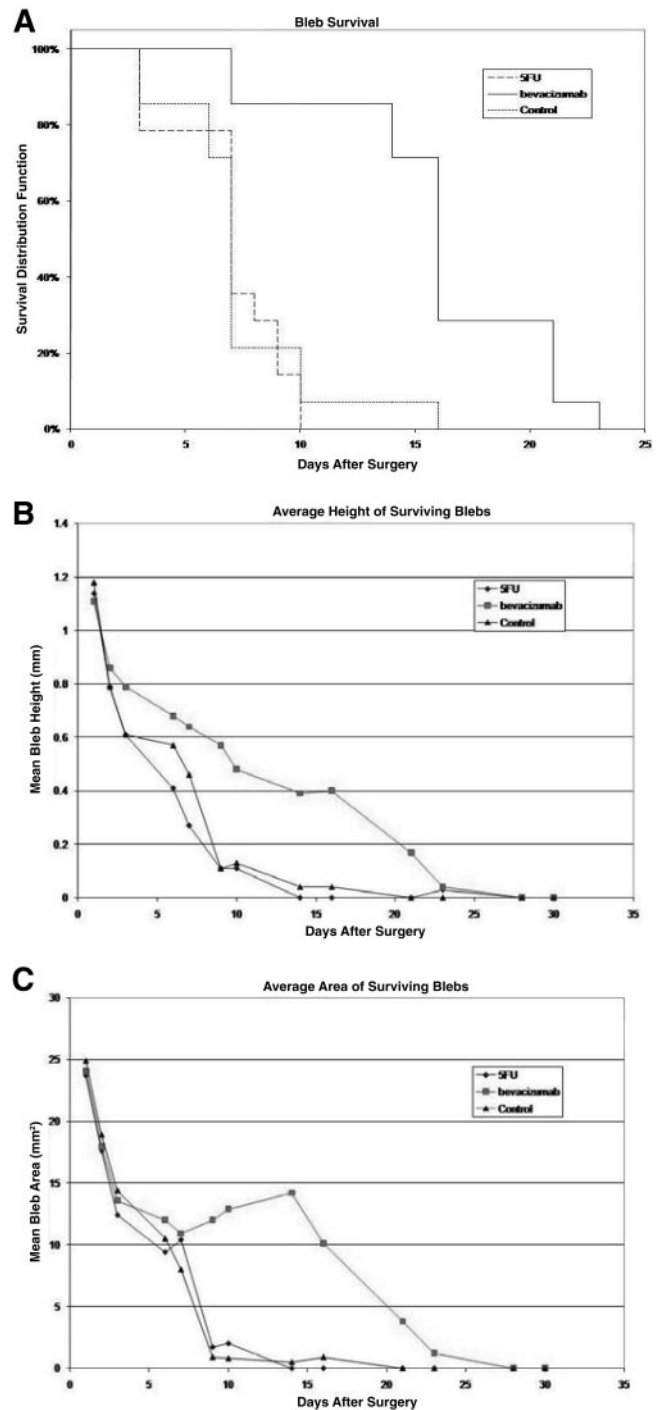 A
Bleb Survival
100%
80%
60%
40%
20%
0%
Survival Distribution Function
5FU
bevacizumab
Control
0 5 10 15 20 25
Days After Surgery
B
Average Height of Surviving Blebs
1.4
1.2
1
0.8
0.6
0.4
0.2
0
Mean Bleb Height (mm)
5FU
bevacizumab
Control
0 5 10 15 20 25 30 35
Days After Surgery
C
Average Area of Surviving Blebs
30
25
20
15
10
5
0
Mean Bleb Area (mm²)
5FU
bevacizumab
Control
0 5 10 15 20 25 30 35
Days After Surgery